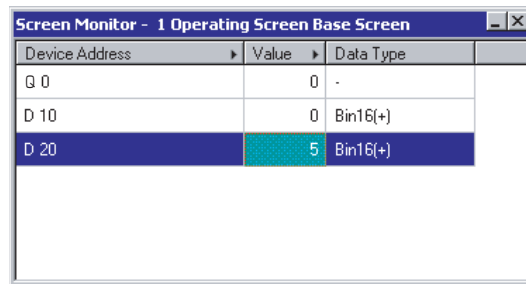 Screen Monitor - 1 Operating Screen Base Screen
Device Address Value Data Type
Q 0 0 -
D 10 0 Bin16(+)
D 20 5 Bin16(+)